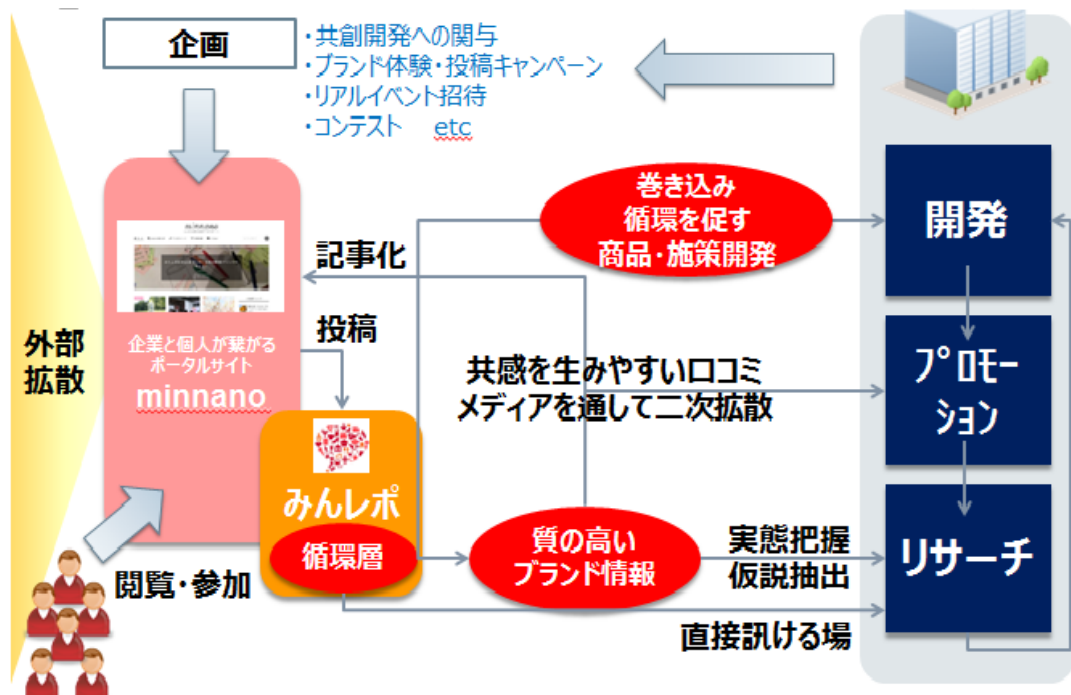 企画
・共創開発への関与
・ブランド体験・投稿キャンペーン
・リアルイベント招待
・コンテスト　etc
巻き込み
循環を促す
商品・施策開発
開発
記事化
外部
拡散
投稿
企業と個人が繋がる
ポータルサイト
minnano
共感を生みやすい口コミ
メディアを通して二次拡散
プロモー
ション
みんレポ
循環層
質の高い
ブランド情報
実態把握
仮説抽出
リサーチ
閲覧・参加
直接訊ける場